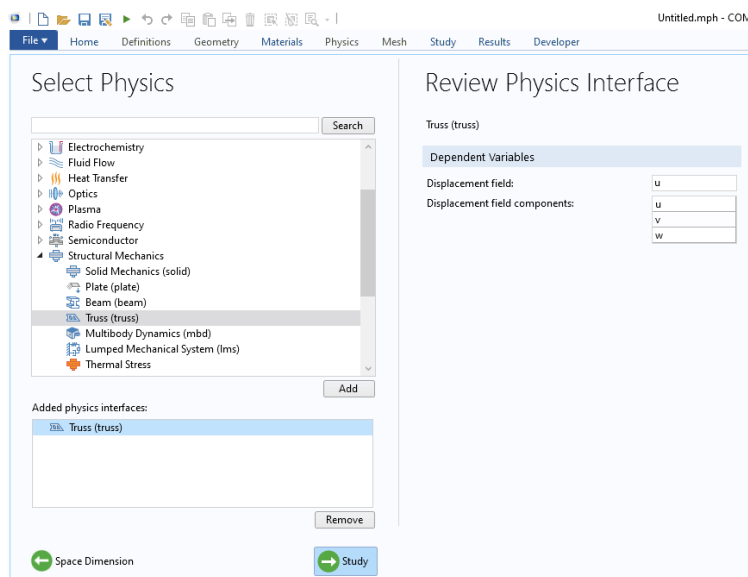 Untitled.mph - COM
File Home Definitions Geometry Materials Physics Mesh Study Results Developer
Select Physics
Search
Electrochemistry
Fluid Flow
Heat Transfer
Optics
Plasma
Radio Frequency
Semiconductor
Structural Mechanics
Solid Mechanics (solid)
Plate (plate)
Beam (beam)
Truss (truss)
Multibody Dynamics (mbd)
Lumped Mechanical System (lms)
Thermal Stress
Add
Added physics interfaces:
Truss (truss)
Remove
Space Dimension
Study
Review Physics Interface
Truss (truss)
Dependent Variables
Displacement field: u
Displacement field components: u
v
w